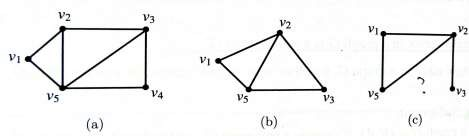 v₂ v₃
v₁
v₅ v₄
(a)
v₂
v₁
v₅ v₃
(b)
v₁ v₂
v₅ ? v₃
(c)